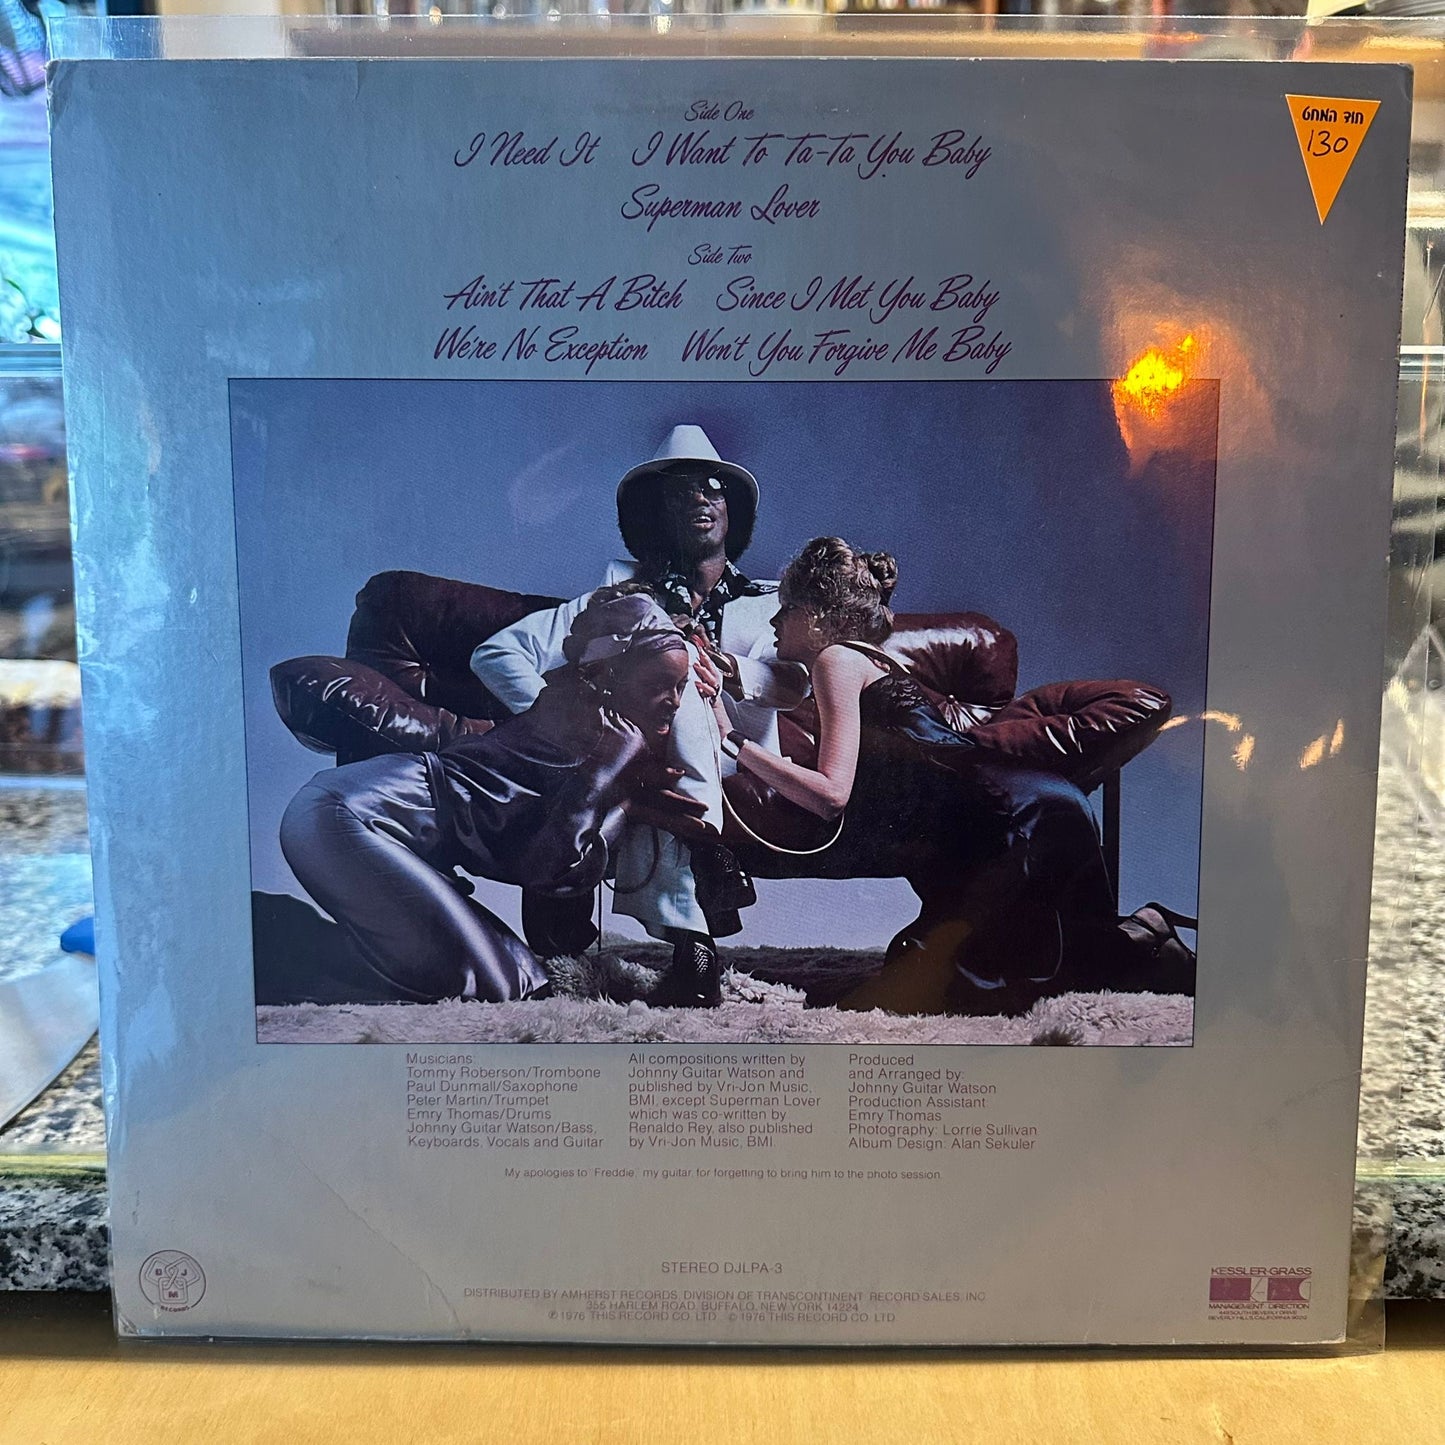 Side One
I Need It I Want To Ta-Ta You Baby
Superman Lover
Side Two
Ain't That A Bitch Since I Met You Baby
We're No Exception Won't You Forgive Me Baby
חוד המחט
130
Musicians:
Tommy Roberson/Trombone
Paul Dunmall/Saxophone
Peter Martin/Trumpet
Emry Thomas/Drums
Johnny Guitar Watson/Bass,
Keyboards, Vocals and Guitar
All compositions written by
Johnny Guitar Watson and
published by Vri-Jon Music,
BMI, except Superman Lover
which was co-written by
Renaldo Rey, also published
by Vri-Jon Music, BMI.
Produced
and Arranged by:
Johnny Guitar Watson
Production Assistant
Emry Thomas
Photography: Lorrie Sullivan
Album Design: Alan Sekuler
My apologies to "Freddie," my guitar, for forgetting to bring him to the photo session.
STEREO DJLPA-3
DISTRIBUTED BY AMHERST RECORDS, DIVISION OF TRANSCONTINENT RECORD SALES, INC.
355 HARLEM ROAD, BUFFALO, NEW YORK 14224
℗ 1976 THIS RECORD CO. LTD. © 1976 THIS RECORD CO. LTD.
D J
M
RECORDS
KESSLER-GRASS
MANAGEMENT DIRECTION
BEVERLY HILLS, CALIFORNIA 90212